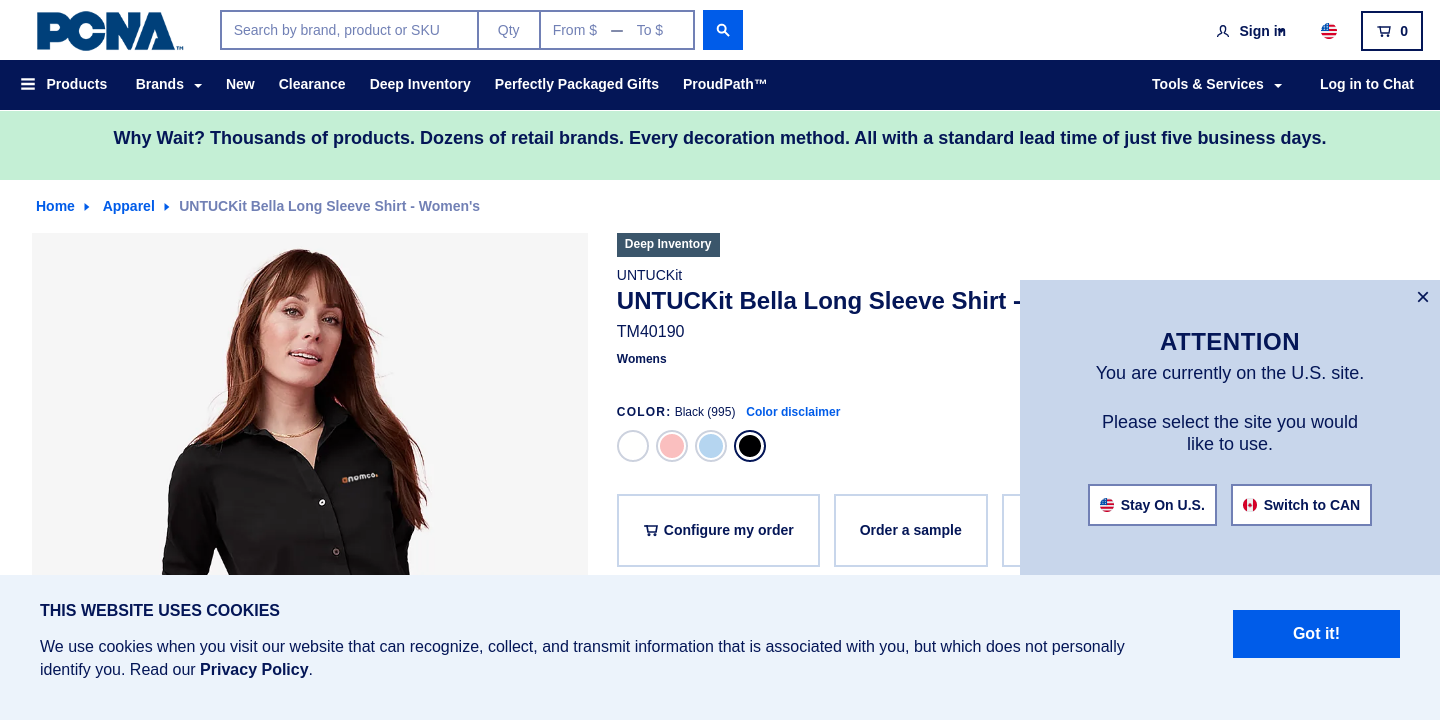 PCNA™
Search by brand, product or SKU
Qty
From $ — To $
Sign in
0
Products
Brands
New
Clearance
Deep Inventory
Perfectly Packaged Gifts
ProudPath™
Tools & Services
Log in to Chat
Why Wait? Thousands of products. Dozens of retail brands. Every decoration method. All with a standard lead time of just five business days.
Home
Apparel
UNTUCKit Bella Long Sleeve Shirt - Women's
anomco.
Deep Inventory
UNTUCKit
UNTUCKit Bella Long Sleeve Shirt -
TM40190
Womens
COLOR: Black (995) Color disclaimer
Configure my order
Order a sample
×
ATTENTION
You are currently on the U.S. site.
Please select the site you would
like to use.
Stay On U.S.
Switch to CAN
THIS WEBSITE USES COOKIES
We use cookies when you visit our website that can recognize, collect, and transmit information that is associated with you, but which does not personally
identify you. Read our Privacy Policy.
Got it!